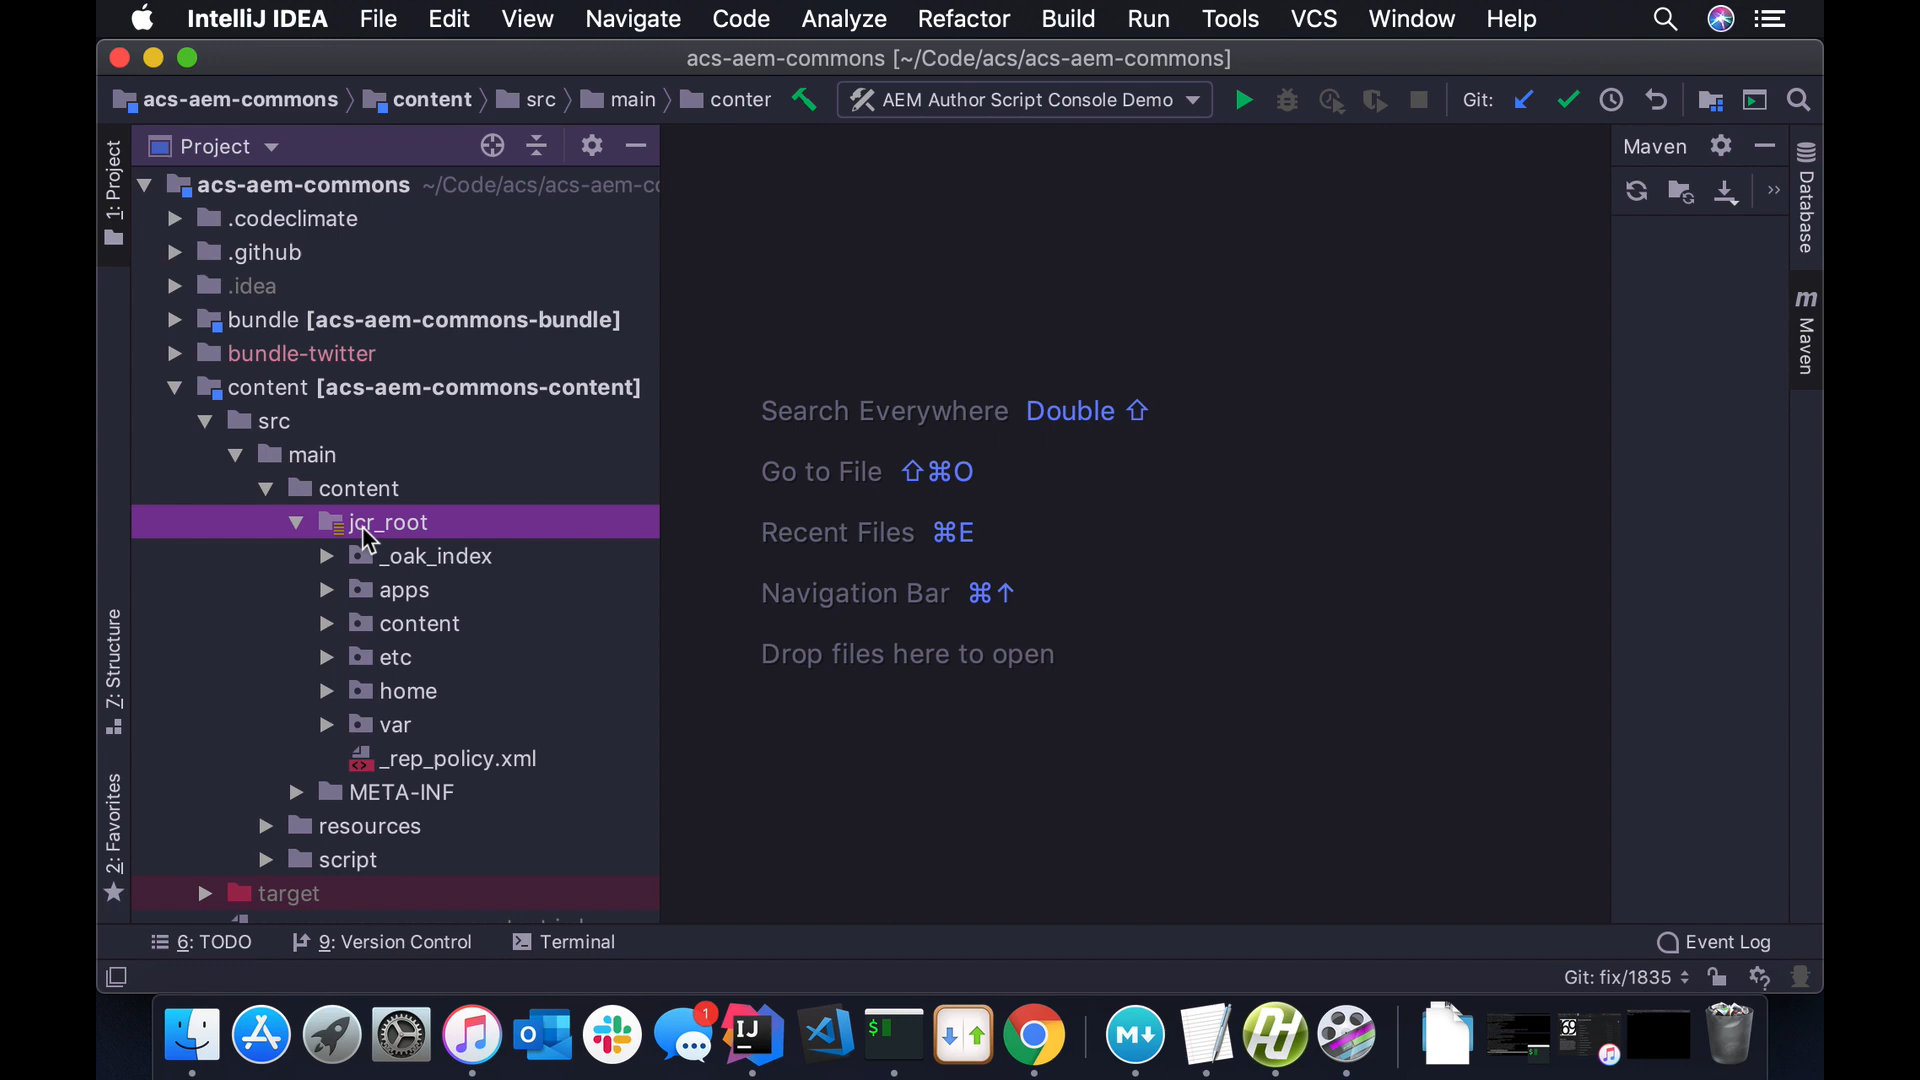 IntelliJ IDEA File Edit View Navigate Code Analyze Refactor Build Run Tools VCS Window Help
acs-aem-commons [~/Code/acs/acs-aem-commons]
acs-aem-commons content src main conter AEM Author Script Console Demo Git:
Project
Maven
1: Project
Database
acs-aem-commons ~/Code/acs/acs-aem-co
.codeclimate
.github
.idea
m Maven
bundle [acs-aem-commons-bundle]
bundle-twitter
content [acs-aem-commons-content]
src
main
content
jcr_root
_oak_index
apps
content
etc
home
var
_rep_policy.xml
META-INF
resources
script
target
Search Everywhere Double ⇧
Go to File ⇧⌘O
Recent Files ⌘E
Navigation Bar ⌘↑
Drop files here to open
7: Structure
2: Favorites
6: TODO 9: Version Control Terminal Event Log
Git: fix/1835
1
IJ
$
M↓